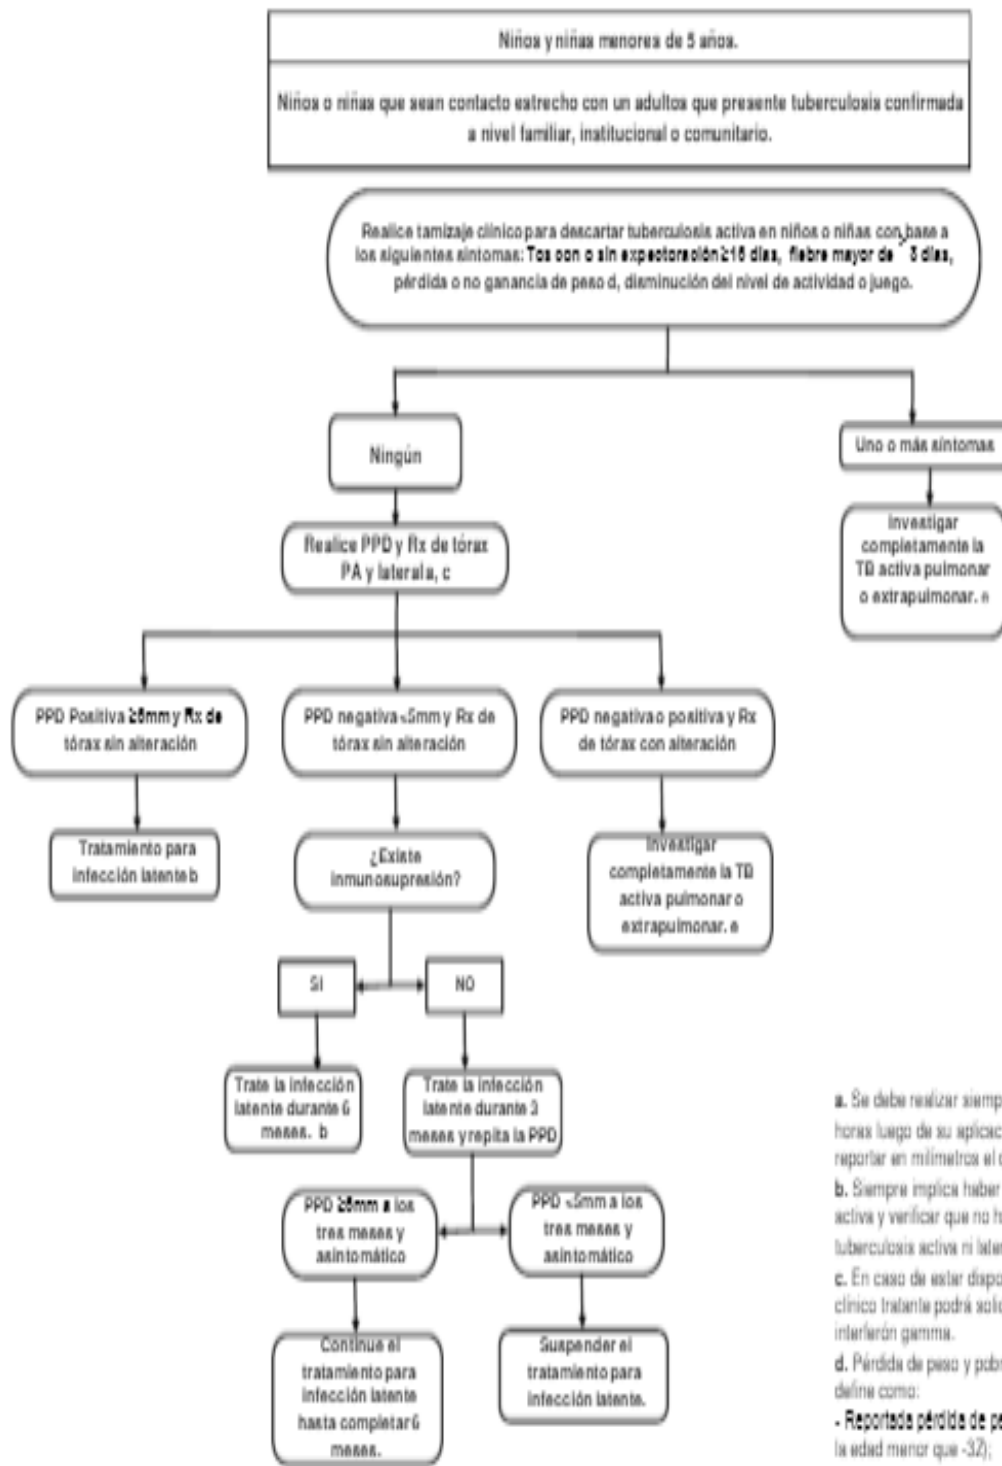 Niños y niñas menores de 5 años.
Niños o niñas que sean contacto estrecho con un adultos que presente tuberculosis confirmada
a nivel familiar, institucional o comunitario.
Realice tamizaje clínico para descartar tuberculosis activa en niños o niñas con base a
los siguientes síntomas: Tos con o sin expectoración ≥15 días, fiebre mayor de 3 días,
pérdida o no ganancia de peso d, disminución del nivel de actividad o juego.
Ningún
Uno o más síntomas
Realice PPD y Rx de tórax
PA y laterala, c
Investigar
completamente la
TB activa pulmonar
o extrapulmonar. e
PPD Positiva ≥5mm y Rx de
tórax sin alteración
PPD negativa <5mm y Rx de
tórax sin alteración
PPD negativa o positiva y Rx
de tórax con alteración
Tratamiento para
infección latente b
¿Existe
inmunosupresión?
Investigar
completamente la TB
activa pulmonar o
extrapulmonar. e
SI
NO
Trate la infección
latente durante 6
meses. b
Trate la infección
latente durante 3
meses y repita la PPD
PPD ≥5mm a los
tres meses y
asintomático
PPD <5mm a los
tres meses y
asintomático
Continue el
tratamiento para
infección latente
hasta completar 6
meses.
Suspender el
tratamiento para
infección latente.
a. Se debe realizar siemp
horas luego de su aplicac
reportar en milímetros el
b. Siempre implica haber
activa y verificar que no h
tuberculosis activa ni later
c. En caso de estar dispo
clínico tratante podrá solic
interferón gamma.
d. Pérdida de peso y pobr
define como:
- Reportada pérdida de pe
la edad menor que -3Z);